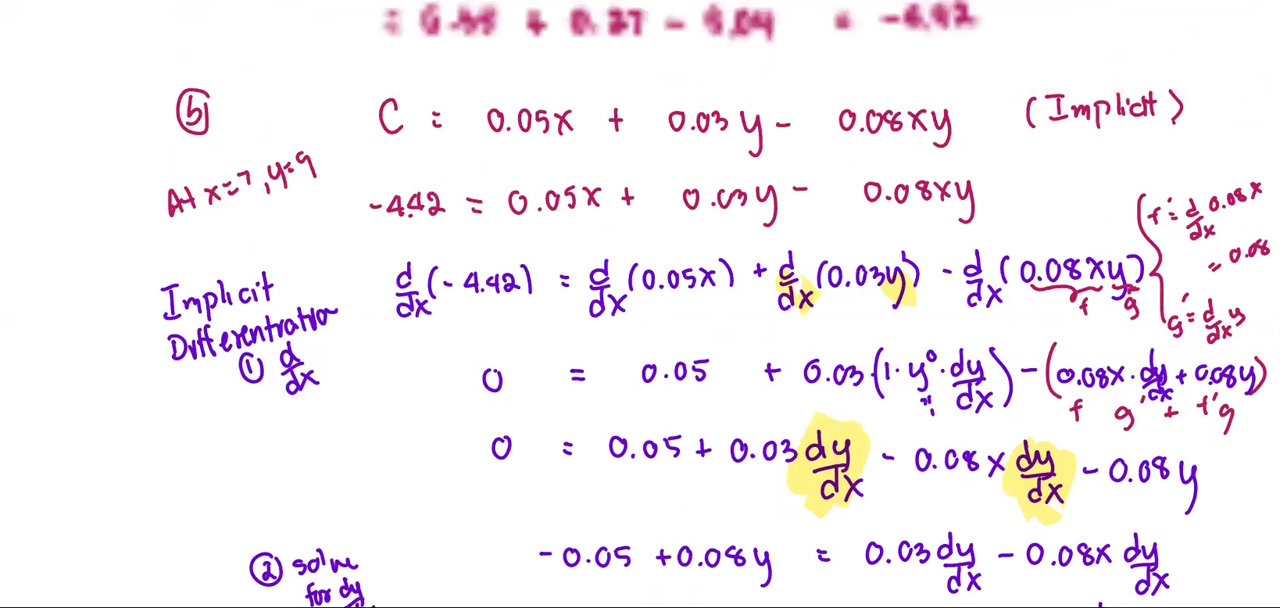 + 0.27 -
ⓑ C = 0.05x + 0.03y - 0.08xy (Implicit)
At x=7, y=9
-4.42 = 0.05x + 0.03y - 0.08xy
f' = d/dx 0.08x
= 0.08
Implicit Differentration
① d/dx
d/dx (-4.42) = d/dx (0.05x) + d/dx (0.03y¹) - d/dx (0.08xy)
f g
g' = d/dx y
0 = 0.05 + 0.03 (1·y⁰·dy/dx) - (0.08x·dy/dx + 0.08y)
f g' + f'g
0 = 0.05 + 0.03 dy/dx - 0.08x dy/dx - 0.08y
② solve for dy
-0.05 + 0.08y = 0.03 dy/dx - 0.08x dy/dx